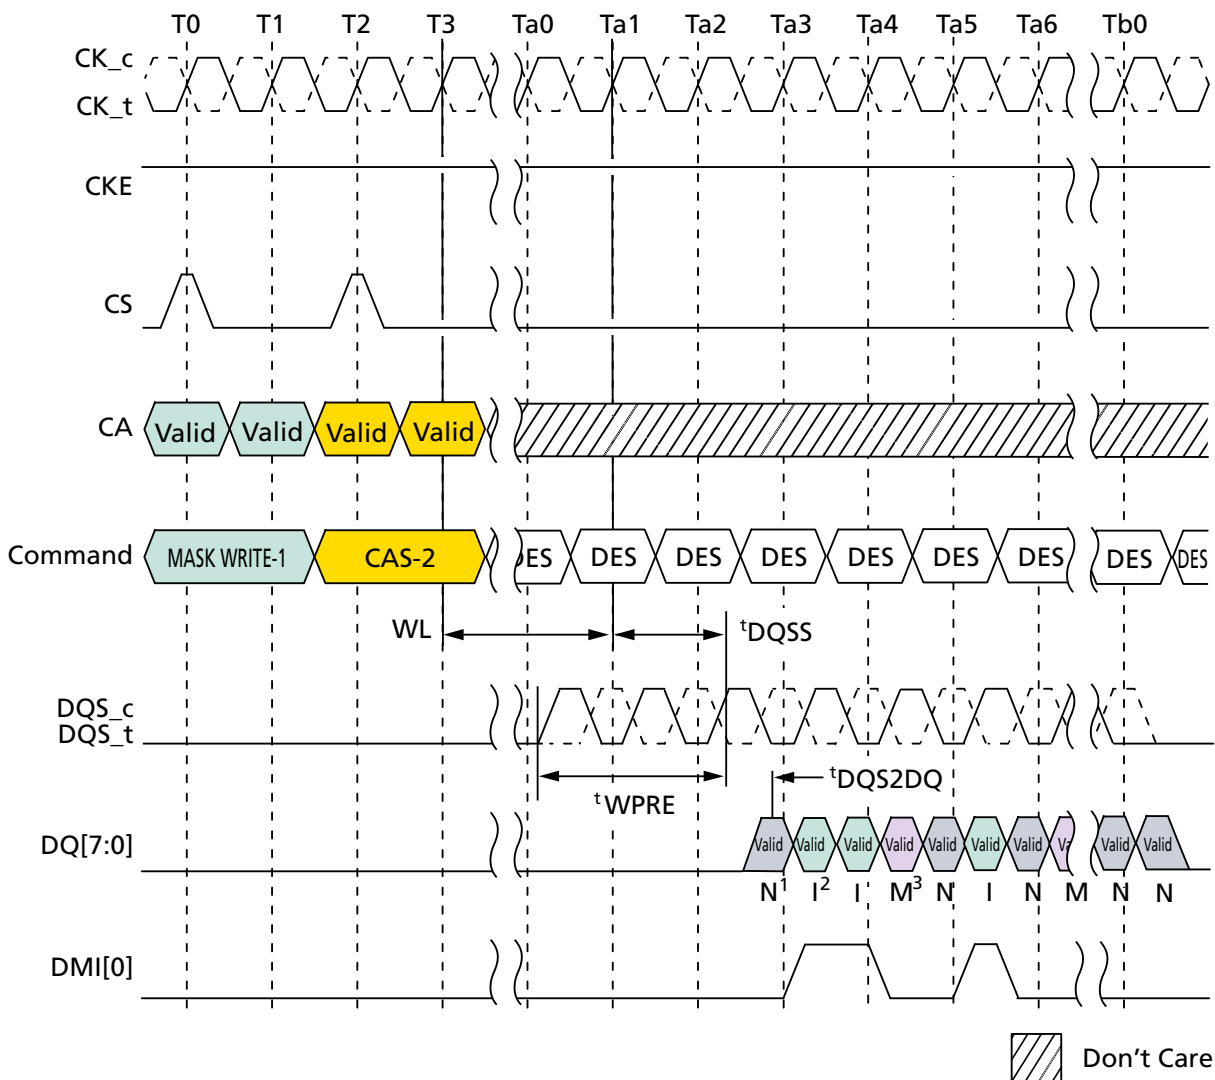 T0 T1 T2 T3 Ta0 Ta1 Ta2 Ta3 Ta4 Ta5 Ta6 Tb0
CK_c
CK_t
CKE
CS
CA Valid Valid Valid Valid
Command MASK WRITE-1 CAS-2 DES DES DES DES DES DES DES DES DES
WL tDQSS
DQS_c
DQS_t
tDQS2DQ
tWPRE
DQ[7:0] Valid Valid Valid Valid Valid Valid Valid Va Valid Valid
N1 I2 I M3 N I N M N N
DMI[0]
Don't Care